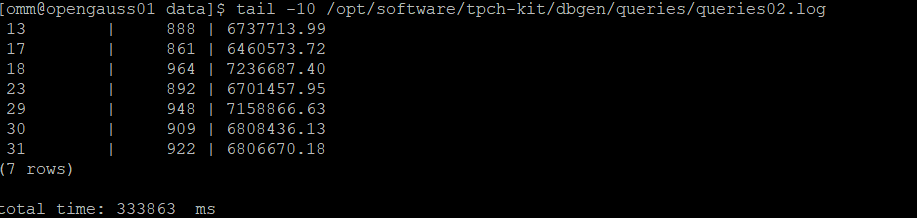 [omm@opengauss01 data]$ tail -10 /opt/software/tpch-kit/dbgen/queries/queries02.log
 13         |     888 | 6737713.99
 17         |     861 | 6460573.72
 18         |     964 | 7236687.40
 23         |     892 | 6701457.95
 29         |     948 | 7158866.63
 30         |     909 | 6808436.13
 31         |     922 | 6806670.18
(7 rows)

total time: 333863  ms